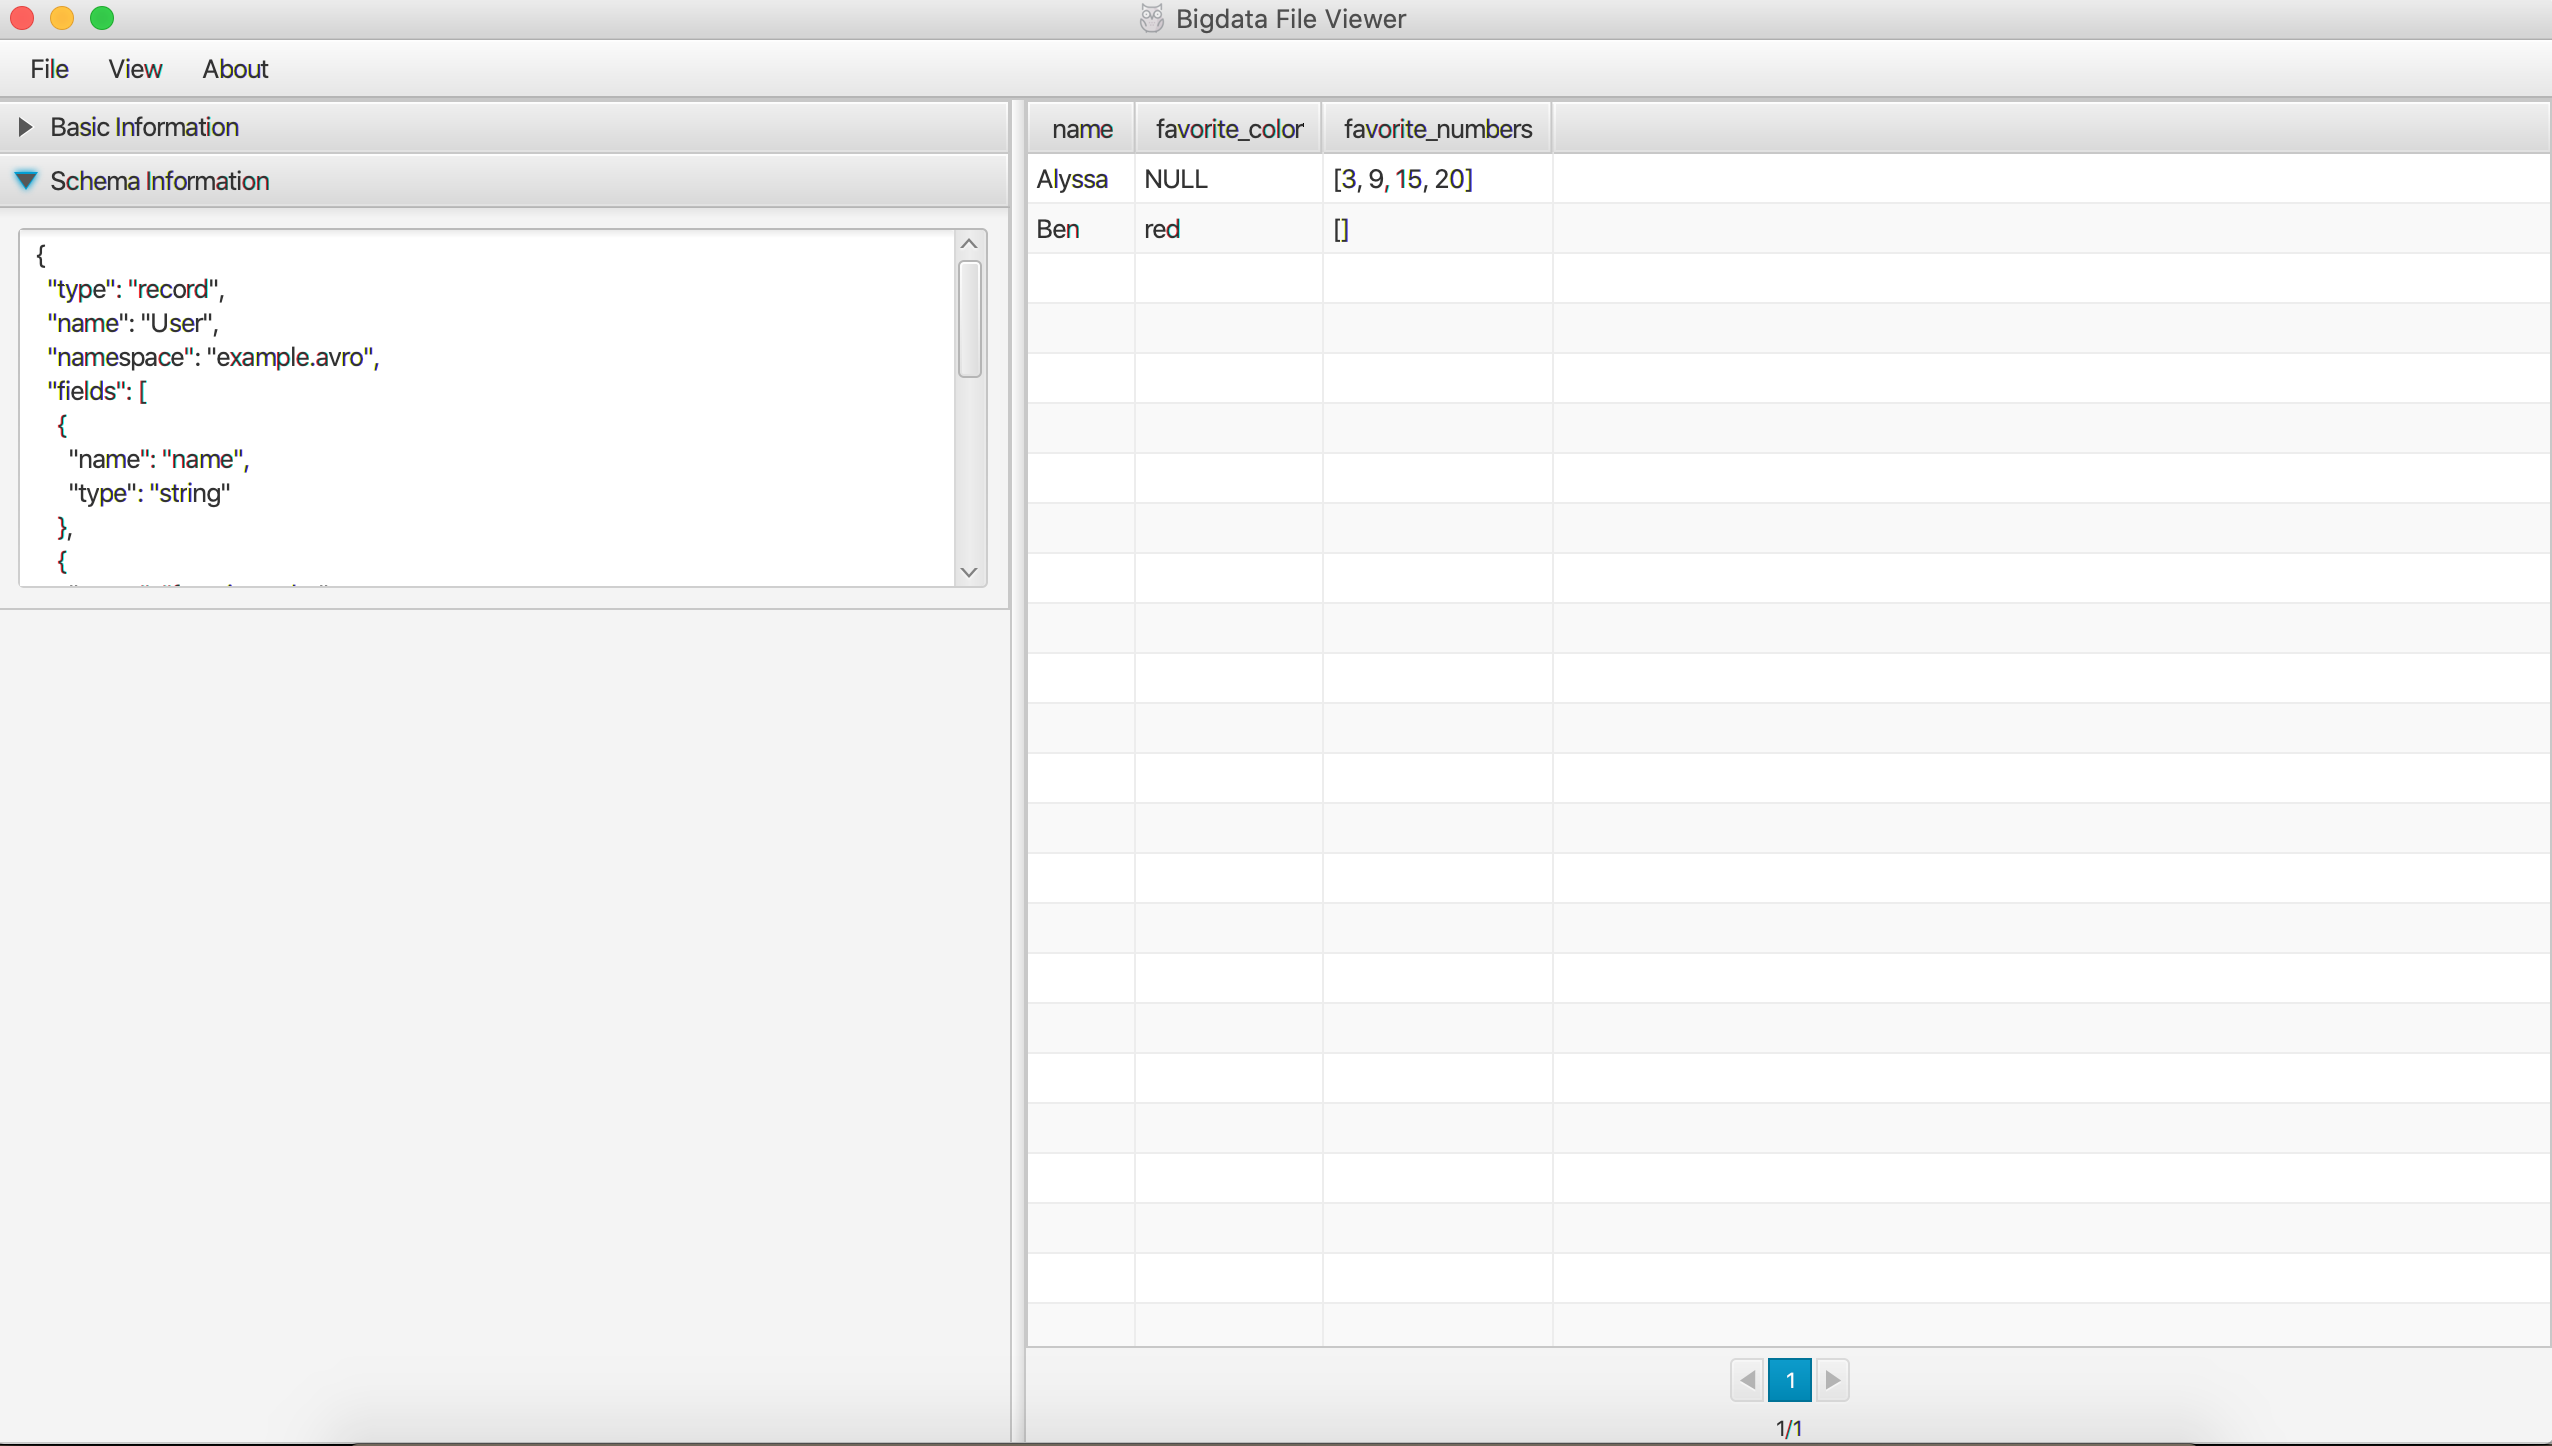 Bigdata File Viewer
File View About
Basic Information
Schema Information
{
"type": "record",
"name": "User",
"namespace": "example.avro",
"fields": [
{
"name": "name",
"type": "string"
},
{
name favorite_color favorite_numbers
Alyssa NULL [3, 9, 15, 20]
Ben red []
1
1/1